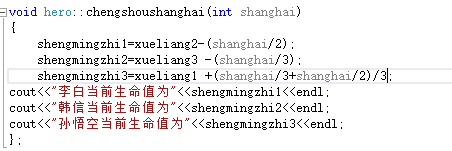 void hero::chengshoushanghai(int shanghai)
{
shengmingzhi1=xueliang2-(shanghai/2);
shengmingzhi2=xueliang3 -(shanghai/3);
shengmingzhi3=xueliang1 +(shanghai/3+shanghai/2)/3;
cout<<"李白当前生命值为"<<shengmingzhi1<<endl;
cout<<"韩信当前生命值为"<<shengmingzhi2<<endl;
cout<<"孙悟空当前生命值为"<<shengmingzhi3<<endl;
};